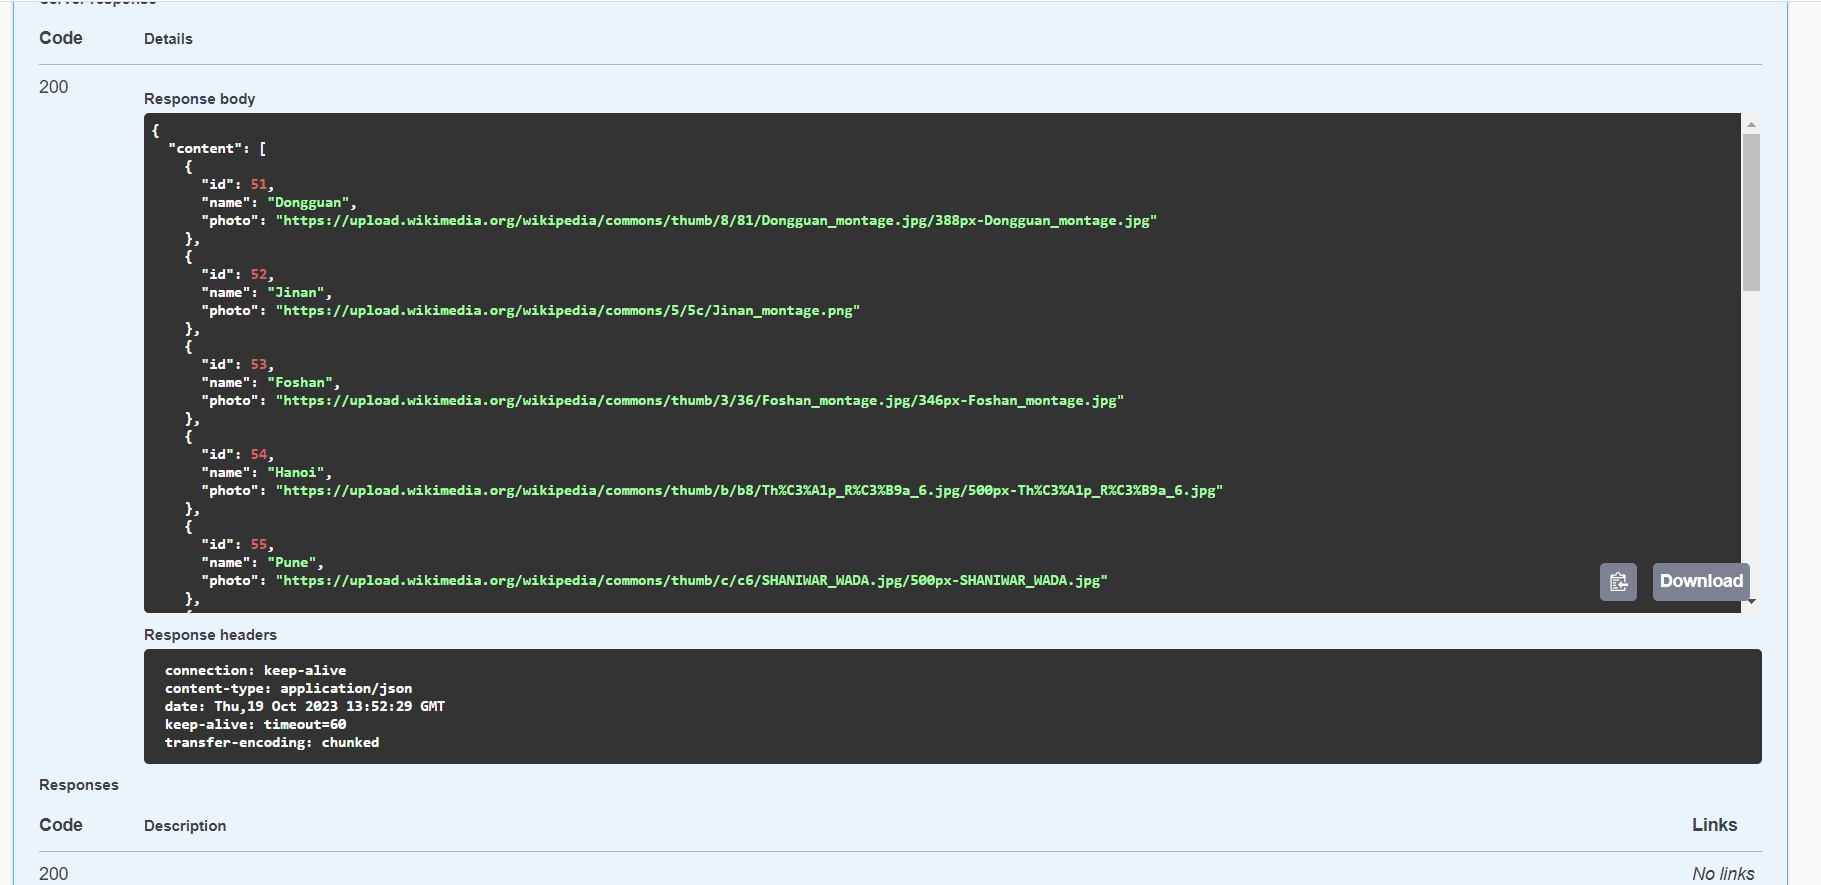 Server response
Code Details
200
Response body
{
  "content": [
    {
      "id": 51,
      "name": "Dongguan",
      "photo": "https://upload.wikimedia.org/wikipedia/commons/thumb/8/81/Dongguan_montage.jpg/388px-Dongguan_montage.jpg"
    },
    {
      "id": 52,
      "name": "Jinan",
      "photo": "https://upload.wikimedia.org/wikipedia/commons/5/5c/Jinan_montage.png"
    },
    {
      "id": 53,
      "name": "Foshan",
      "photo": "https://upload.wikimedia.org/wikipedia/commons/thumb/3/36/Foshan_montage.jpg/346px-Foshan_montage.jpg"
    },
    {
      "id": 54,
      "name": "Hanoi",
      "photo": "https://upload.wikimedia.org/wikipedia/commons/thumb/b/b8/Th%C3%A1p_R%C3%B9a_6.jpg/500px-Th%C3%A1p_R%C3%B9a_6.jpg"
    },
    {
      "id": 55,
      "name": "Pune",
      "photo": "https://upload.wikimedia.org/wikipedia/commons/thumb/c/c6/SHANIWAR_WADA.jpg/500px-SHANIWAR_WADA.jpg"
    },
Download
Response headers
connection: keep-alive
content-type: application/json
date: Thu,19 Oct 2023 13:52:29 GMT
keep-alive: timeout=60
transfer-encoding: chunked
Responses
Code Description Links
200 No links